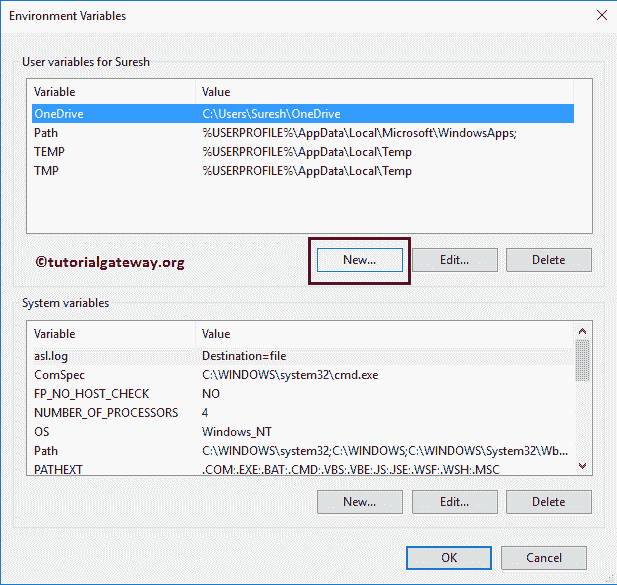 Environment Variables
User variables for Suresh
Variable Value
OneDrive C:\Users\Suresh\OneDrive
Path %USERPROFILE%\AppData\Local\Microsoft\WindowsApps;
TEMP %USERPROFILE%\AppData\Local\Temp
TMP %USERPROFILE%\AppData\Local\Temp
©tutorialgateway.org New... Edit... Delete
System variables
Variable Value
asl.log Destination=file
ComSpec C:\WINDOWS\system32\cmd.exe
FP_NO_HOST_CHECK NO
NUMBER_OF_PROCESSORS 4
OS Windows_NT
Path C:\WINDOWS\system32;C:\WINDOWS;C:\WINDOWS\System32\Wb...
PATHEXT .COM;.EXE;.BAT;.CMD;.VBS;.VBE;.JS;.JSE;.WSF;.WSH;.MSC
New... Edit... Delete
OK Cancel